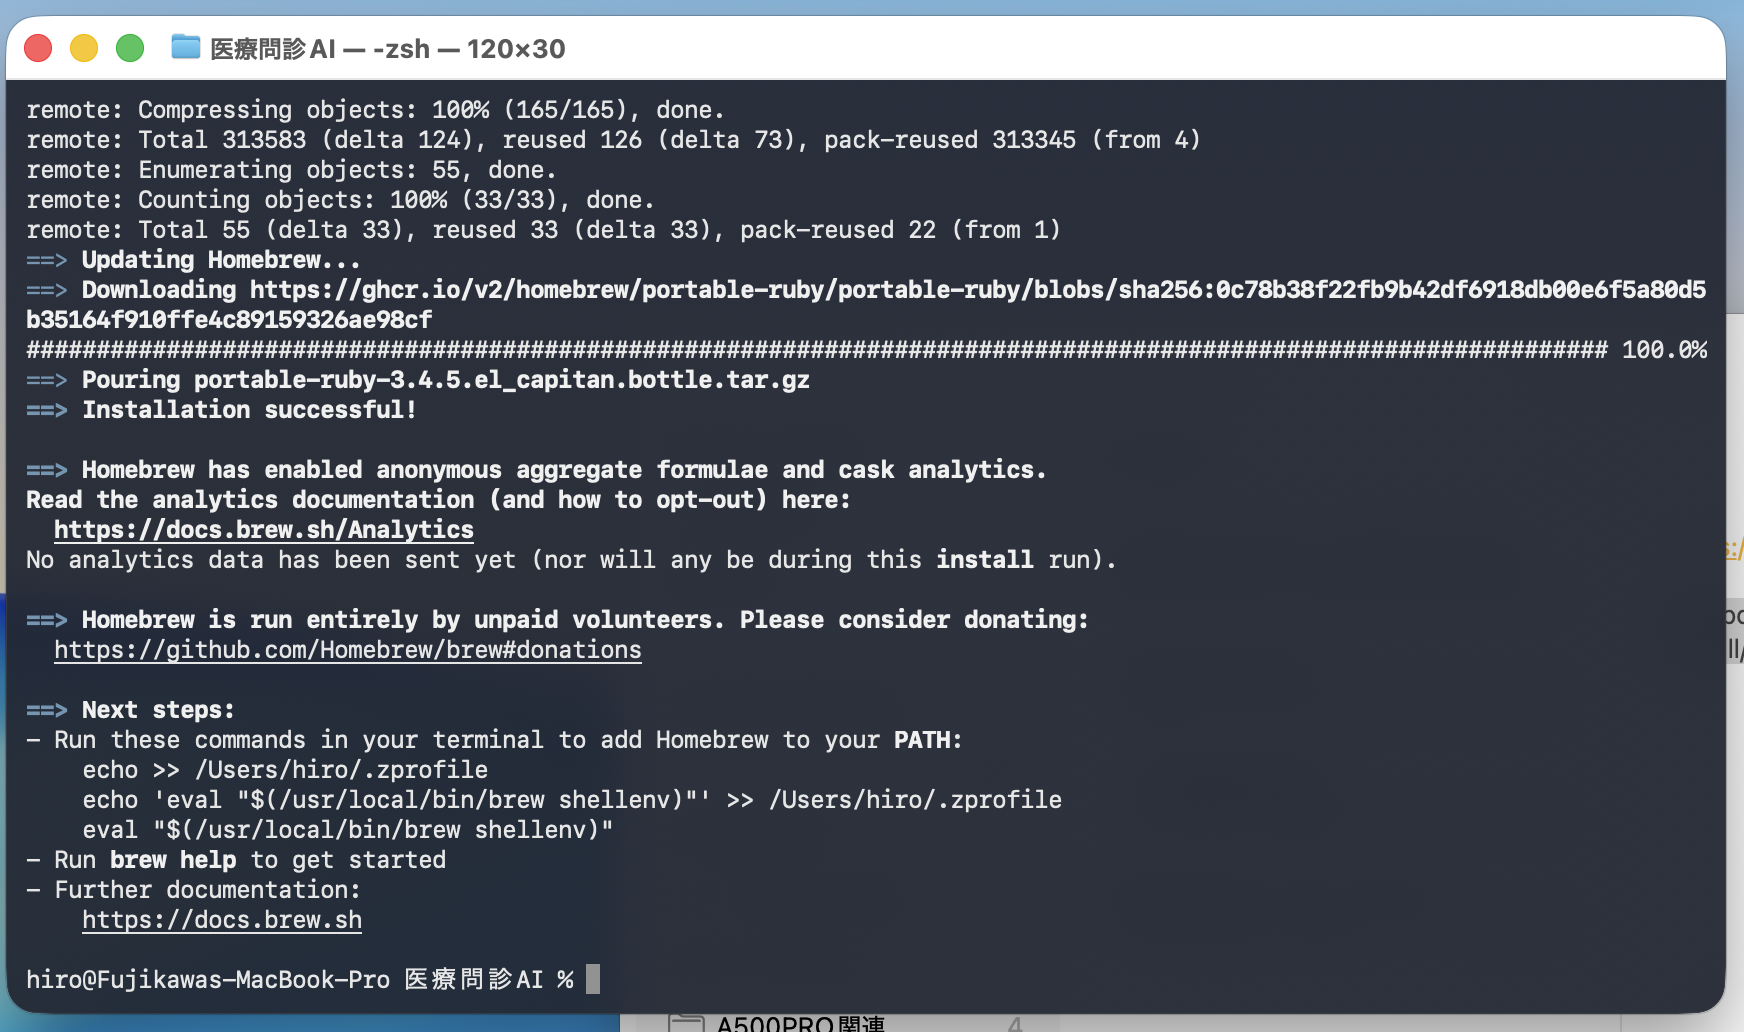 医療問診AI — -zsh — 120×30
remote: Compressing objects: 100% (165/165), done.
remote: Total 313583 (delta 124), reused 126 (delta 73), pack-reused 313345 (from 4)
remote: Enumerating objects: 55, done.
remote: Counting objects: 100% (33/33), done.
remote: Total 55 (delta 33), reused 33 (delta 33), pack-reused 22 (from 1)
==> Updating Homebrew...
==> Downloading https://ghcr.io/v2/homebrew/portable-ruby/portable-ruby/blobs/sha256:0c78b38f22fb9b42df6918db00e6f5a80d5
b35164f910ffe4c89159326ae98cf
################################################################################################################# 100.0%
==> Pouring portable-ruby-3.4.5.el_capitan.bottle.tar.gz
==> Installation successful!
==> Homebrew has enabled anonymous aggregate formulae and cask analytics.
Read the analytics documentation (and how to opt-out) here:
https://docs.brew.sh/Analytics
No analytics data has been sent yet (nor will any be during this install run).
==> Homebrew is run entirely by unpaid volunteers. Please consider donating:
https://github.com/Homebrew/brew#donations
==> Next steps:
- Run these commands in your terminal to add Homebrew to your PATH:
echo >> /Users/hiro/.zprofile
echo 'eval "$(/usr/local/bin/brew shellenv)"' >> /Users/hiro/.zprofile
eval "$(/usr/local/bin/brew shellenv)"
- Run brew help to get started
- Further documentation:
https://docs.brew.sh
hiro@Fujikawas-MacBook-Pro 医療問診AI %
A500PRO関連 4